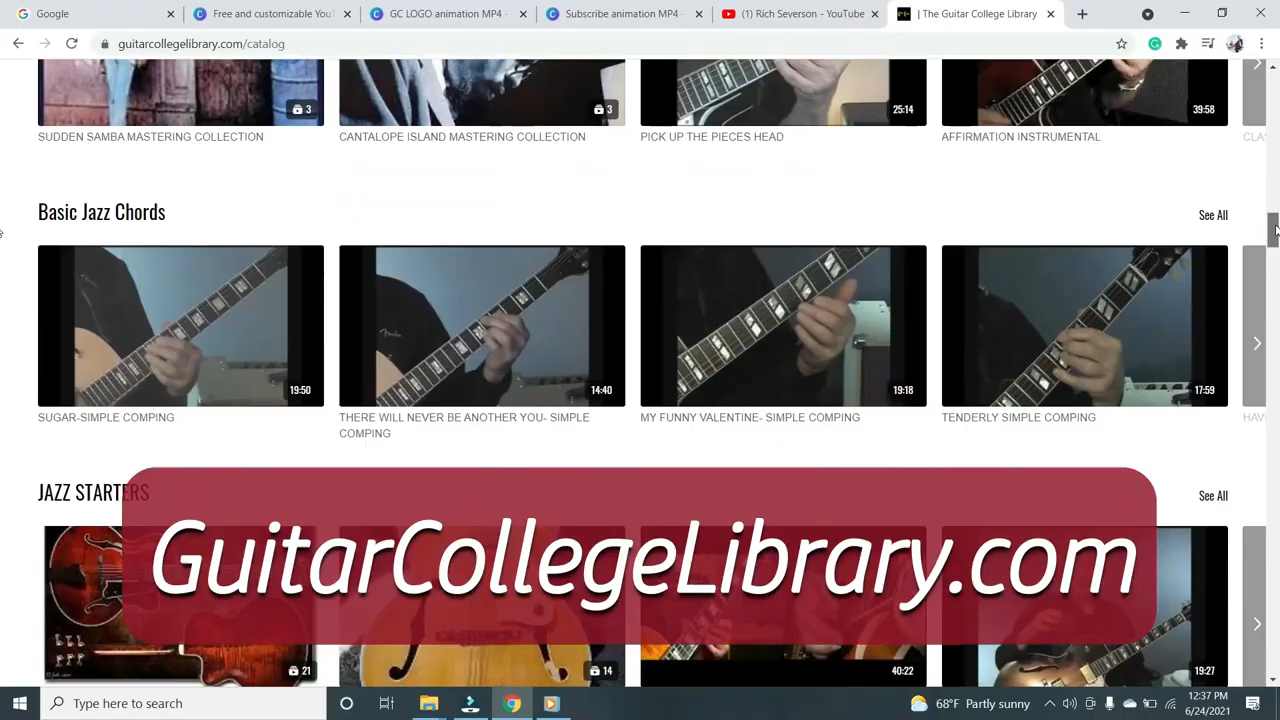 Google
Free and customizable YouT
GC LOGO animation MP4 -
Subscribe animation MP4 -
(1) Rich Severson - YouTube
| The Guitar College Library
guitarcollegelibrary.com/catalog
3
3
25:14
39:58
SUDDEN SAMBA MASTERING COLLECTION
CANTALOPE ISLAND MASTERING COLLECTION
PICK UP THE PIECES HEAD
AFFIRMATION INSTRUMENTAL
CLA
Basic Jazz Chords
See All
19:50
14:40
19:18
17:59
SUGAR-SIMPLE COMPING
THERE WILL NEVER BE ANOTHER YOU- SIMPLE
COMPING
MY FUNNY VALENTINE- SIMPLE COMPING
TENDERLY SIMPLE COMPING
HAV
JAZZ STARTERS
See All
GuitarCollegeLibrary.com
21
14
40:22
19:27
Type here to search
68°F Partly sunny
12:37 PM
6/24/2021